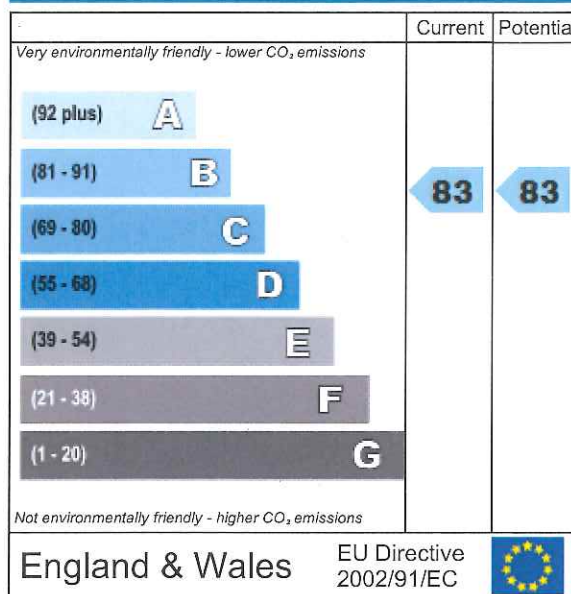 Current Potentia
Very environmentally friendly - lower CO₂ emissions
(92 plus) A
(81 - 91) B
83 83
(69 - 80) C
(55 - 68) D
(39 - 54) E
(21 - 38) F
(1 - 20) G
Not environmentally friendly - higher CO₂ emissions
England & Wales
EU Directive
2002/91/EC